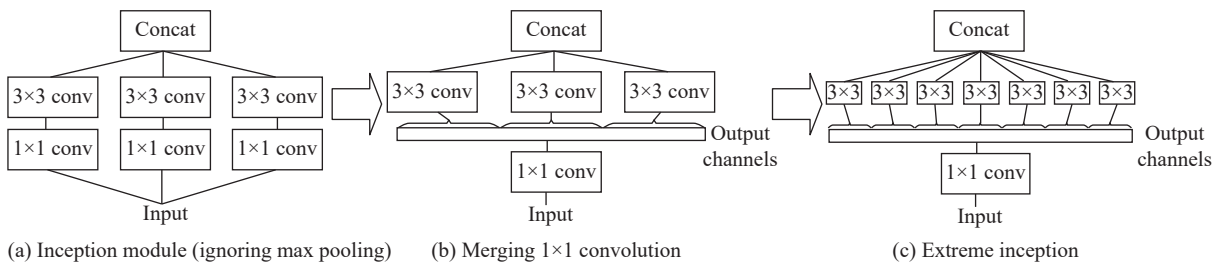 Concat
3×3 conv 3×3 conv 3×3 conv
1×1 conv 1×1 conv 1×1 conv
Input
(a) Inception module (ignoring max pooling)
Concat
3×3 conv 3×3 conv 3×3 conv
Output
channels
1×1 conv
Input
(b) Merging 1×1 convolution
Concat
3×3 3×3 3×3 3×3 3×3 3×3 3×3
Output
channels
1×1 conv
Input
(c) Extreme inception